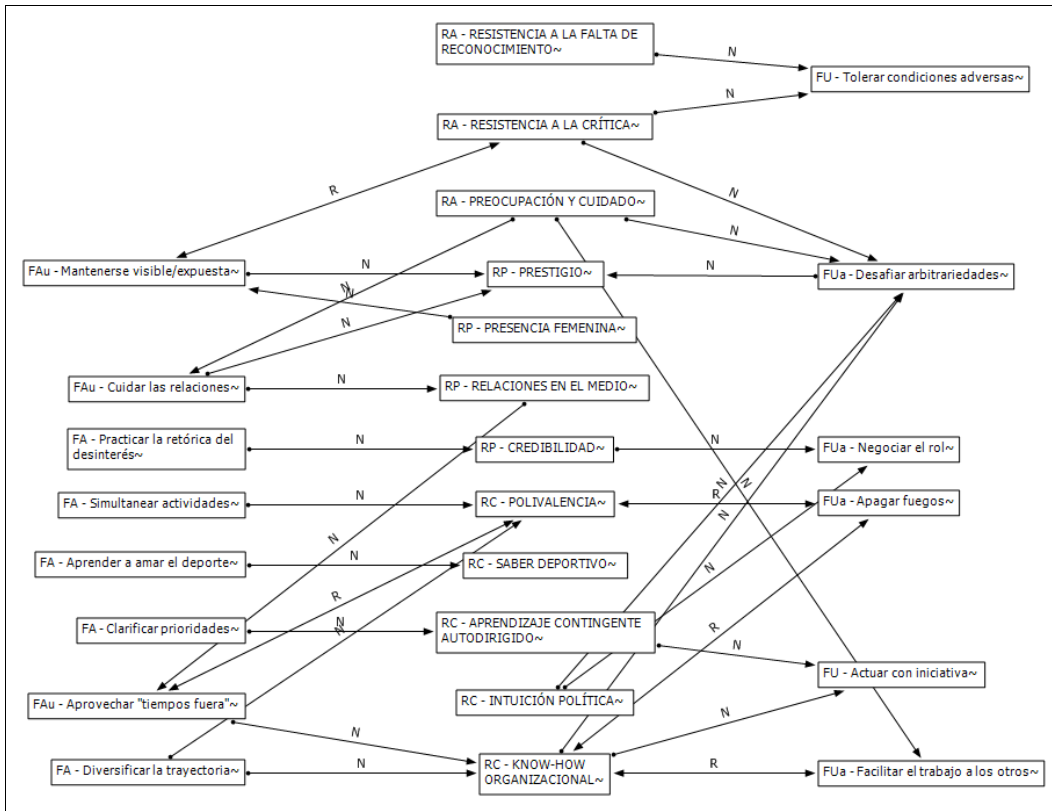 RA - RESISTENCIA A LA FALTA DE
RECONOCIMIENTO~
N
FU - Tolerar condiciones adversas~
N
RA - RESISTENCIA A LA CRÍTICA~
R
N
RA - PREOCUPACIÓN Y CUIDADO~
N
FAu - Mantenerse visible/expuesta~
N
RP - PRESTIGIO~
N
FUa - Desafiar arbitrariedades~
N
N
N
RP - PRESENCIA FEMENINA~
FAu - Cuidar las relaciones~
N
RP - RELACIONES EN EL MEDIO~
FA - Practicar la retórica del
desinterés~
N
RP - CREDIBILIDAD~
N
FUa - Negociar el rol~
N
N
FA - Simultanear actividades~
N
RC - POLIVALENCIA~
R
FUa - Apagar fuegos~
N
N
FA - Aprender a amar el deporte~
N
RC - SABER DEPORTIVO~
N
R
FA - Clarificar prioridades~
N
N
RC - APRENDIZAJE CONTINGENTE
AUTODIRIGIDO~
R
N
FU - Actuar con iniciativa~
FAu - Aprovechar "tiempos fuera"~
N
RC - INTUICIÓN POLÍTICA~
N
FA - Diversificar la trayectoria~
N
RC - KNOW-HOW
ORGANIZACIONAL~
R
FUa - Facilitar el trabajo a los otros~